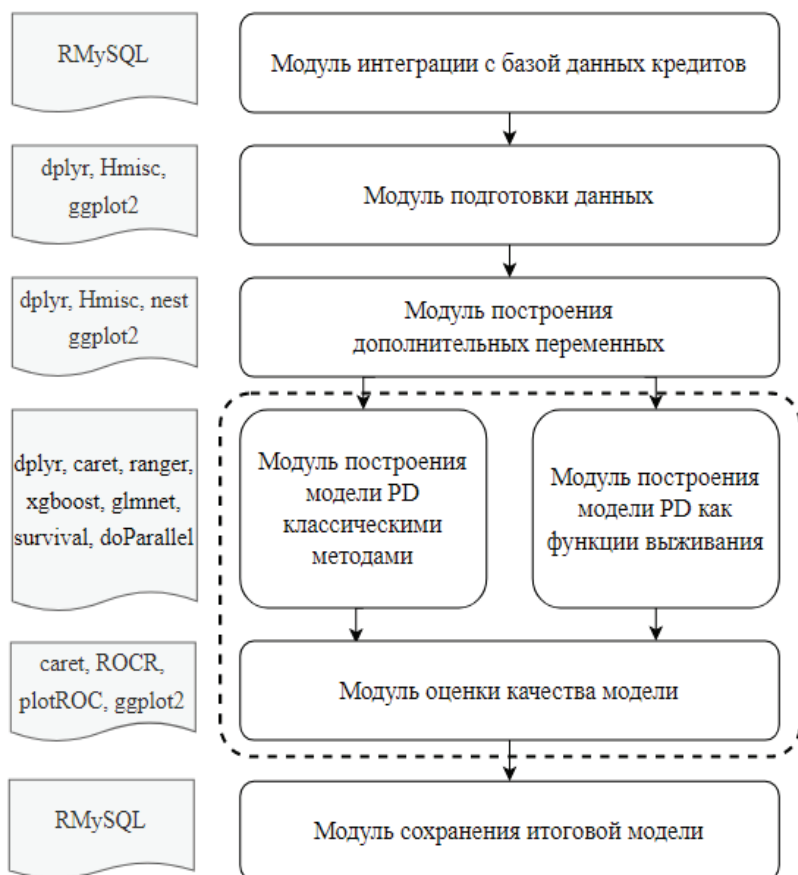 RMySQL
Модуль интеграции с базой данных кредитов
dplyr, Hmisc,
ggplot2
Модуль подготовки данных
dplyr, Hmisc, nest
ggplot2
Модуль построения
дополнительных переменных
dplyr, caret, ranger,
xgboost, glmnet,
survival, doParallel
Модуль построения
модели PD
классическими
методами
Модуль построения
модели PD как
функции выживания
caret, ROCR,
plotROC, ggplot2
Модуль оценки качества модели
RMySQL
Модуль сохранения итоговой модели